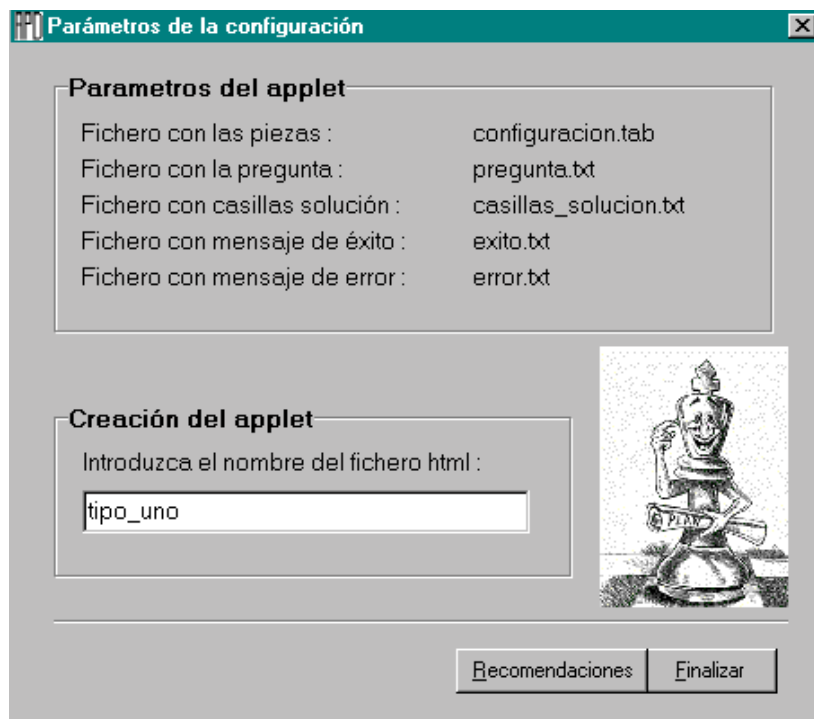 Parámetros de la configuración
Parametros del applet
Fichero con las piezas : configuracion.tab
Fichero con la pregunta : pregunta.txt
Fichero con casillas solución : casillas_solucion.txt
Fichero con mensaje de éxito : exito.txt
Fichero con mensaje de error : error.txt
Creación del applet
Introduzca el nombre del fichero html :
tipo_uno
PLAN
Recomendaciones Finalizar